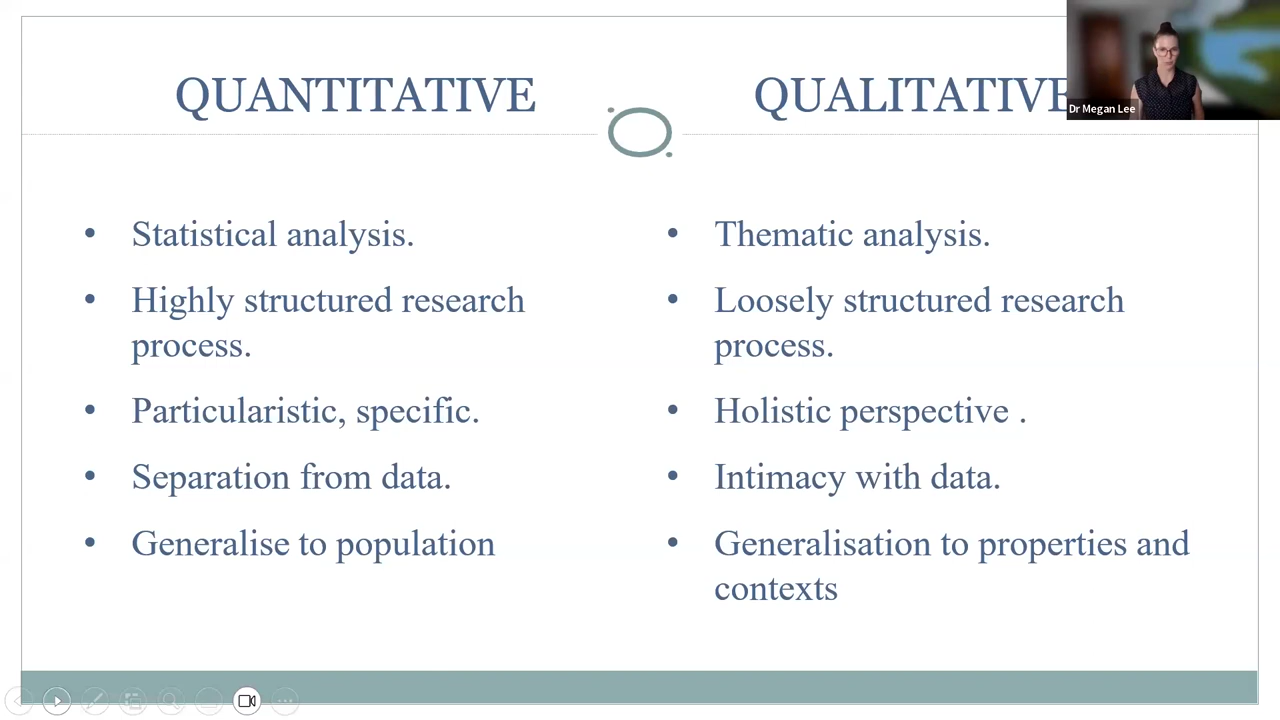 QUANTITATIVE
QUALITATIVE
Dr Megan Lee
• Statistical analysis.
• Highly structured research
process.
• Particularistic, specific.
• Separation from data.
• Generalise to population
• Thematic analysis.
• Loosely structured research
process.
• Holistic perspective .
• Intimacy with data.
• Generalisation to properties and
contexts